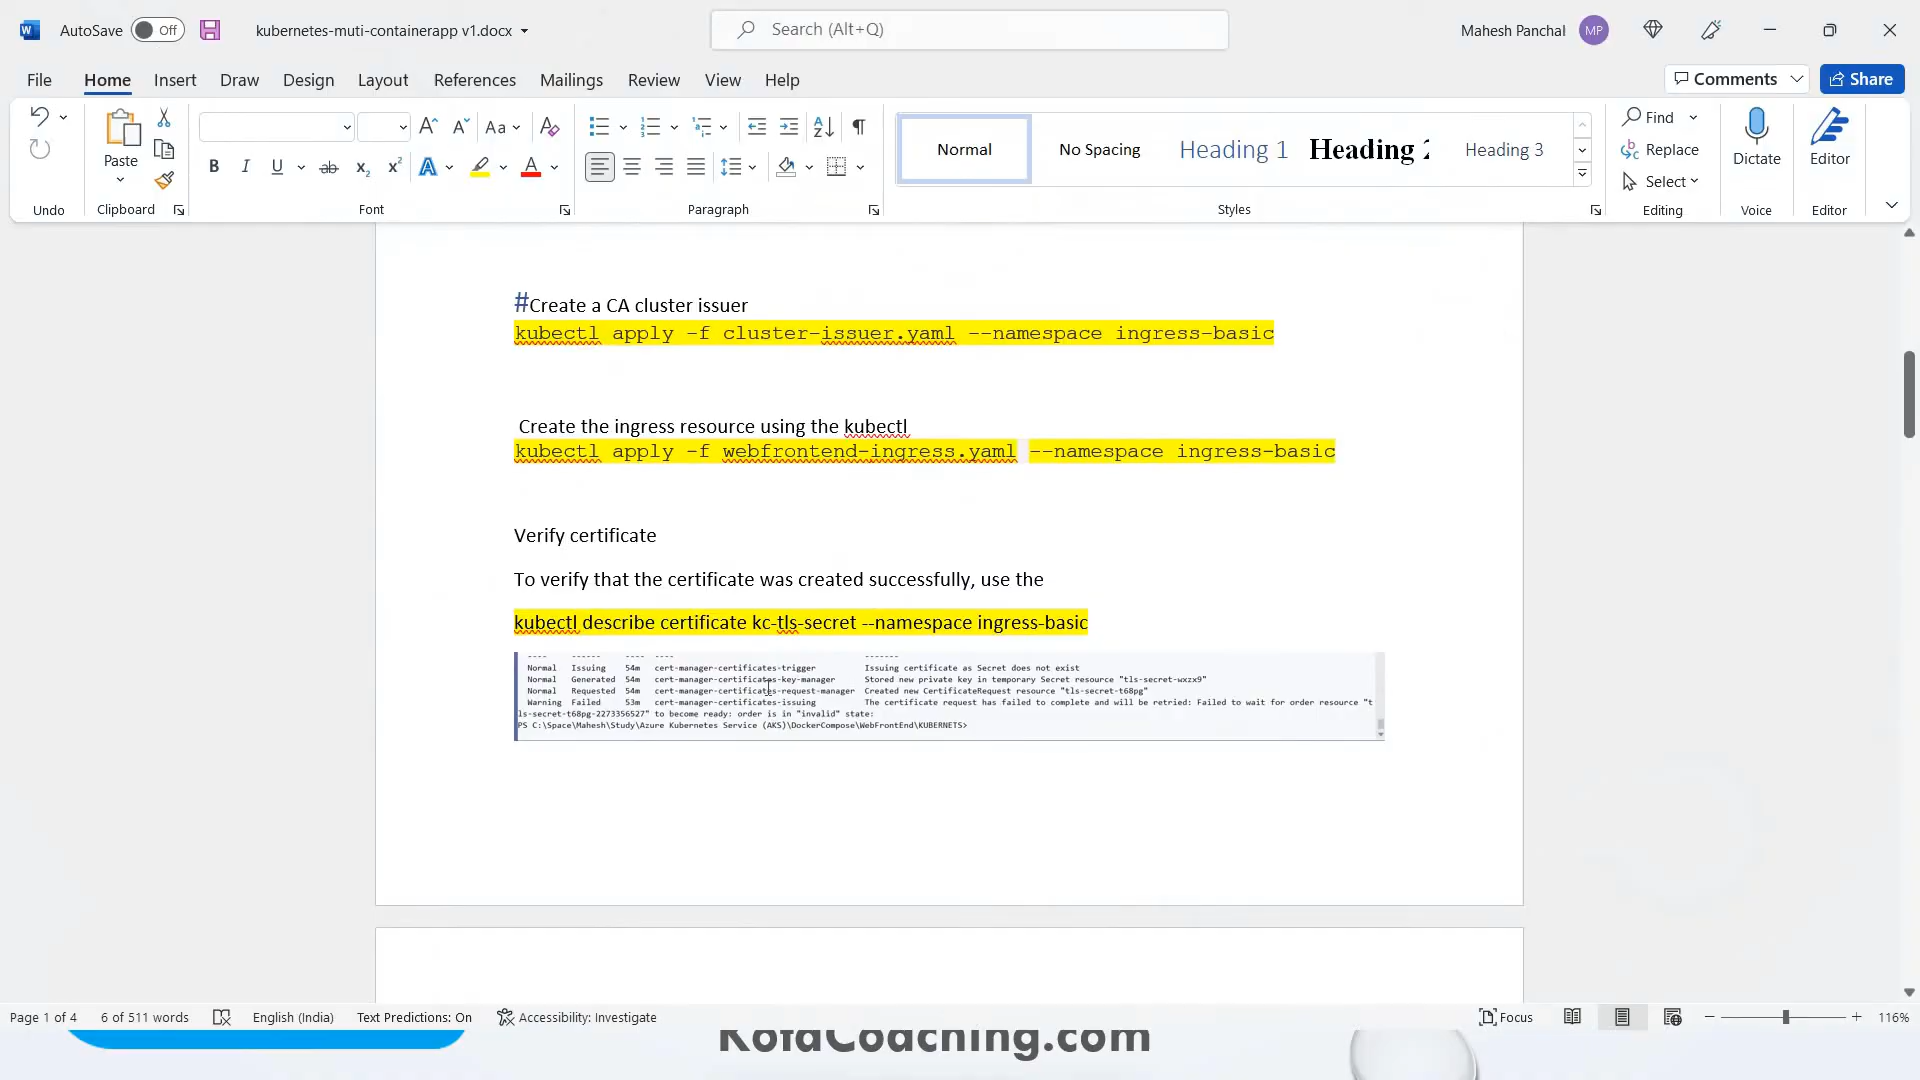 AutoSave Off kubernetes-muti-containerapp v1.docx Search (Alt+Q) Mahesh Panchal MP
File Home Insert Draw Design Layout References Mailings Review View Help Comments Share
Paste
Undo Clipboard Font Paragraph Styles Editing Voice Editor
Normal No Spacing Heading 1 Heading 2 Heading 3
Find
Replace
Select
Dictate
Editor
#Create a CA cluster issuer
kubectl apply -f cluster-issuer.yaml --namespace ingress-basic
Create the ingress resource using the kubectl
kubectl apply -f webfrontend-ingress.yaml --namespace ingress-basic
Verify certificate
To verify that the certificate was created successfully, use the
kubectl describe certificate kc-tls-secret --namespace ingress-basic
Normal Issuing 54m cert-manager-certificates-trigger Issuing certificate as Secret does not exist
Normal Generated 54m cert-manager-certificates-key-manager Stored new private key in temporary Secret resource "tls-secret-wxzx9"
Normal Requested 54m cert-manager-certificates-request-manager Created new CertificateRequest resource "tls-secret-t68pg"
Warning Failed 53m cert-manager-certificates-issuing The certificate request has failed to complete and will be retried: Failed to wait for order resource "t
ls-secret-t68pg-2273356527" to become ready: order is in "invalid" state:
PS C:\Space\Mahesh\Study\Azure Kubernetes Service (AKS)\DockerCompose\WebFrontEnd\KUBERNETS>
Page 1 of 4 6 of 511 words English (India) Text Predictions: On Accessibility: Investigate Focus 116%
KofaCoaching.com